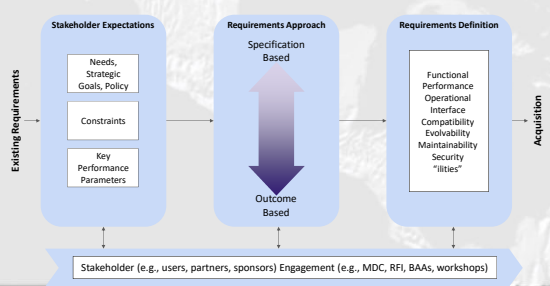 Stakeholder Expectations
Needs,
Strategic
Goals, Policy
Constraints
Key
Performance
Parameters
Requirements Approach
Specification
Based
Outcome
Based
Requirements Definition
Functional
Performance
Operational
Interface
Compatibility
Evolvability
Maintainability
Security
"ilities"
Existing Requirements
Acquisition
Stakeholder (e.g., users, partners, sponsors) Engagement (e.g., MDC, RFI, BAAs, workshops)